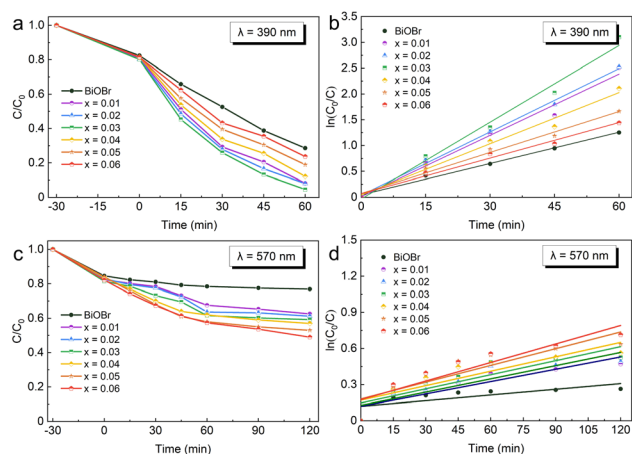 a
λ = 390 nm
1.0
0.8
0.6
0.4
0.2
0.0
C/C0
BiOBr
x = 0.01
x = 0.02
x = 0.03
x = 0.04
x = 0.05
x = 0.06
-30 -15 0 15 30 45 60
Time (min)
b
λ = 390 nm
3.5
3.0
2.5
2.0
1.5
1.0
0.5
0.0
ln(C0/C)
BiOBr
x = 0.01
x = 0.02
x = 0.03
x = 0.04
x = 0.05
x = 0.06
0 15 30 45 60
Time (min)
c
λ = 570 nm
1.0
0.8
0.6
0.4
0.2
0.0
C/C0
BiOBr
x = 0.01
x = 0.02
x = 0.03
x = 0.04
x = 0.05
x = 0.06
-30 0 30 60 90 120
Time (min)
d
λ = 570 nm
1.5
1.2
0.9
0.6
0.3
0.0
ln(C0/C)
BiOBr
x = 0.01
x = 0.02
x = 0.03
x = 0.04
x = 0.05
x = 0.06
0 15 30 45 60 75 90 105 120
Time (min)